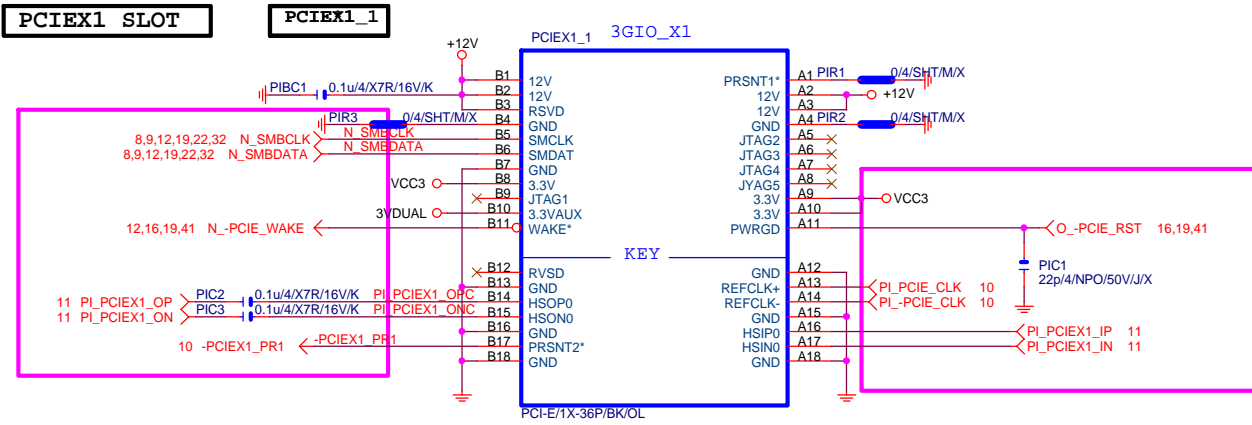 PCIEX1 SLOT
PCIEX1_1
PCIEX1_1 3GIO_X1
+12V
B1 12V PRSNT1* A1 PIR1 0/4/SHT/M/X
PIBC1 0.1u/4/X7R/16V/K B2 12V 12V A2 +12V
B3 RSVD 12V A3
PIR3 0/4/SHT/M/X B4 GND GND A4 PIR2 0/4/SHT/M/X
8,9,12,19,22,32 N_SMBCLK N_SMBCLK B5 SMCLK JTAG2 A5
8,9,12,19,22,32 N_SMBDATA N_SMBDATA B6 SMDAT JTAG3 A6
B7 GND JTAG4 A7
VCC3 B8 3.3V JYAG5 A8
B9 JTAG1 3.3V A9 VCC3
3VDUAL B10 3.3VAUX 3.3V A10
12,16,19,41 N_-PCIE_WAKE B11 WAKE* PWRGD A11 O_-PCIE_RST 16,19,41
KEY
PIC1
22p/4/NPO/50V/J/X
B12 RVSD GND A12
B13 GND REFCLK+ A13 PI_PCIE_CLK 10
11 PI_PCIEX1_OP PIC2 0.1u/4/X7R/16V/K PI_PCIEX1_OPC B14 HSOP0 REFCLK- A14 PI_-PCIE_CLK 10
11 PI_PCIEX1_ON PIC3 0.1u/4/X7R/16V/K PI_PCIEX1_ONC B15 HSON0 GND A15
B16 GND HSIP0 A16 PI_PCIEX1_IP 11
10 -PCIEX1_PR1 -PCIEX1_PR1 B17 PRSNT2* HSIN0 A17 PI_PCIEX1_IN 11
B18 GND GND A18
PCI-E/1X-36P/BK/OL